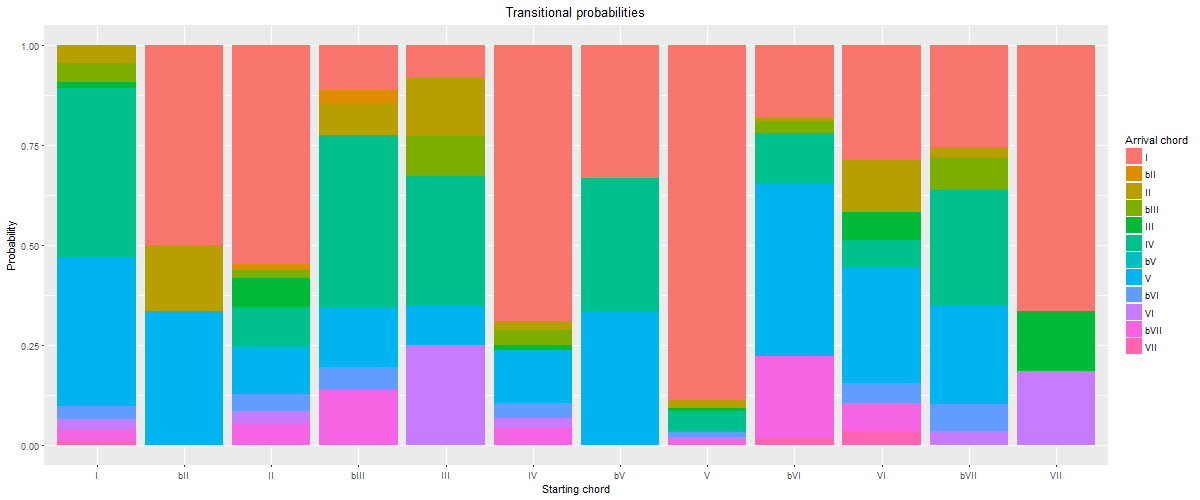 Transitional probabilities
Probability
1.00
0.75
0.50
0.25
0.00
I bII II bIII III IV bV V bVI VI bVII VII
Starting chord
Arrival chord
I
bII
II
bIII
III
IV
bV
V
bVI
VI
bVII
VII